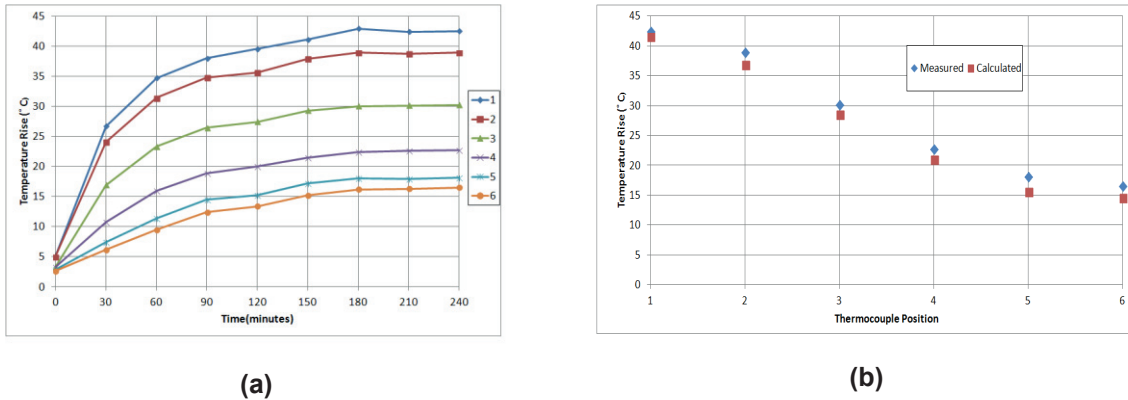 45
40
35
30
25
20
15
10
5
0
Temperature Rise (˚ C)
0 30 60 90 120 150 180 210 240
Time(minutes)
1
2
3
4
5
6
(a)
45
40
35
30
25
20
15
10
5
0
Temperature Rise (˚ C)
Measured Calculated
1 2 3 4 5 6
Thermocouple Position
(b)